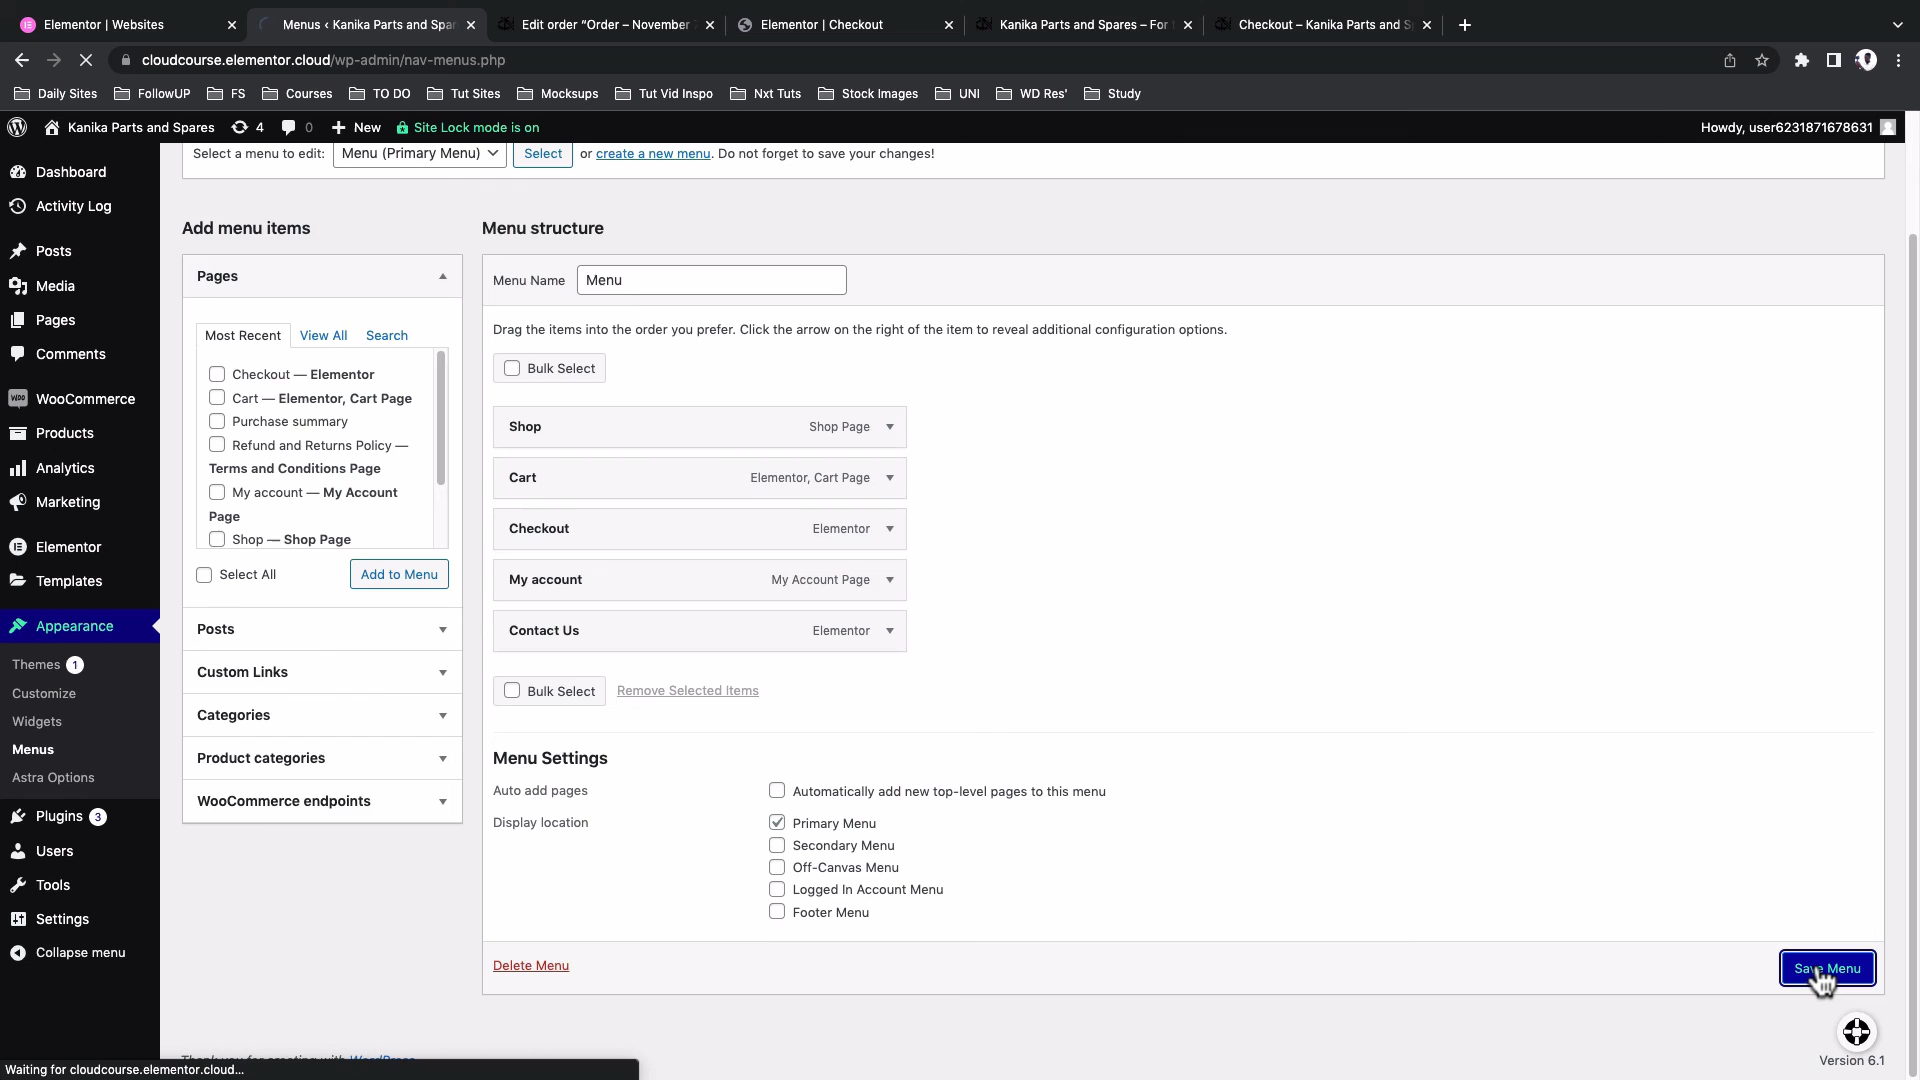 Elementor | Websites
Menus ‹ Kanika Parts and Spar
Edit order “Order – November
Elementor | Checkout
Kanika Parts and Spares – For
Checkout – Kanika Parts and S
cloudcourse.elementor.cloud/wp-admin/nav-menus.php
Daily Sites
FollowUP
FS
Courses
TO DO
Tut Sites
Mocksups
Tut Vid Inspo
Nxt Tuts
Stock Images
UNI
WD Res'
Study
Kanika Parts and Spares
4
0
New
Site Lock mode is on
Howdy, user6231871678631
Dashboard
Activity Log
Posts
Media
Pages
Comments
WooCommerce
Products
Analytics
Marketing
Elementor
Templates
Appearance
Themes 1
Customize
Widgets
Menus
Astra Options
Plugins 3
Users
Tools
Settings
Collapse menu
Select a menu to edit: Menu (Primary Menu) Select or create a new menu. Do not forget to save your changes!
Add menu items
Pages
Most Recent View All Search
Checkout — Elementor
Cart — Elementor, Cart Page
Purchase summary
Refund and Returns Policy —
Terms and Conditions Page
My account — My Account
Page
Shop — Shop Page
Select All Add to Menu
Posts
Custom Links
Categories
Product categories
WooCommerce endpoints
Menu structure
Menu Name Menu
Drag the items into the order you prefer. Click the arrow on the right of the item to reveal additional configuration options.
Bulk Select
Shop Shop Page
Cart Elementor, Cart Page
Checkout Elementor
My account My Account Page
Contact Us Elementor
Bulk Select Remove Selected Items
Menu Settings
Auto add pages Automatically add new top-level pages to this menu
Display location Primary Menu
Secondary Menu
Off-Canvas Menu
Logged In Account Menu
Footer Menu
Delete Menu
Save Menu
Thank you for creating with WordPress
Version 6.1
Waiting for cloudcourse.elementor.cloud...